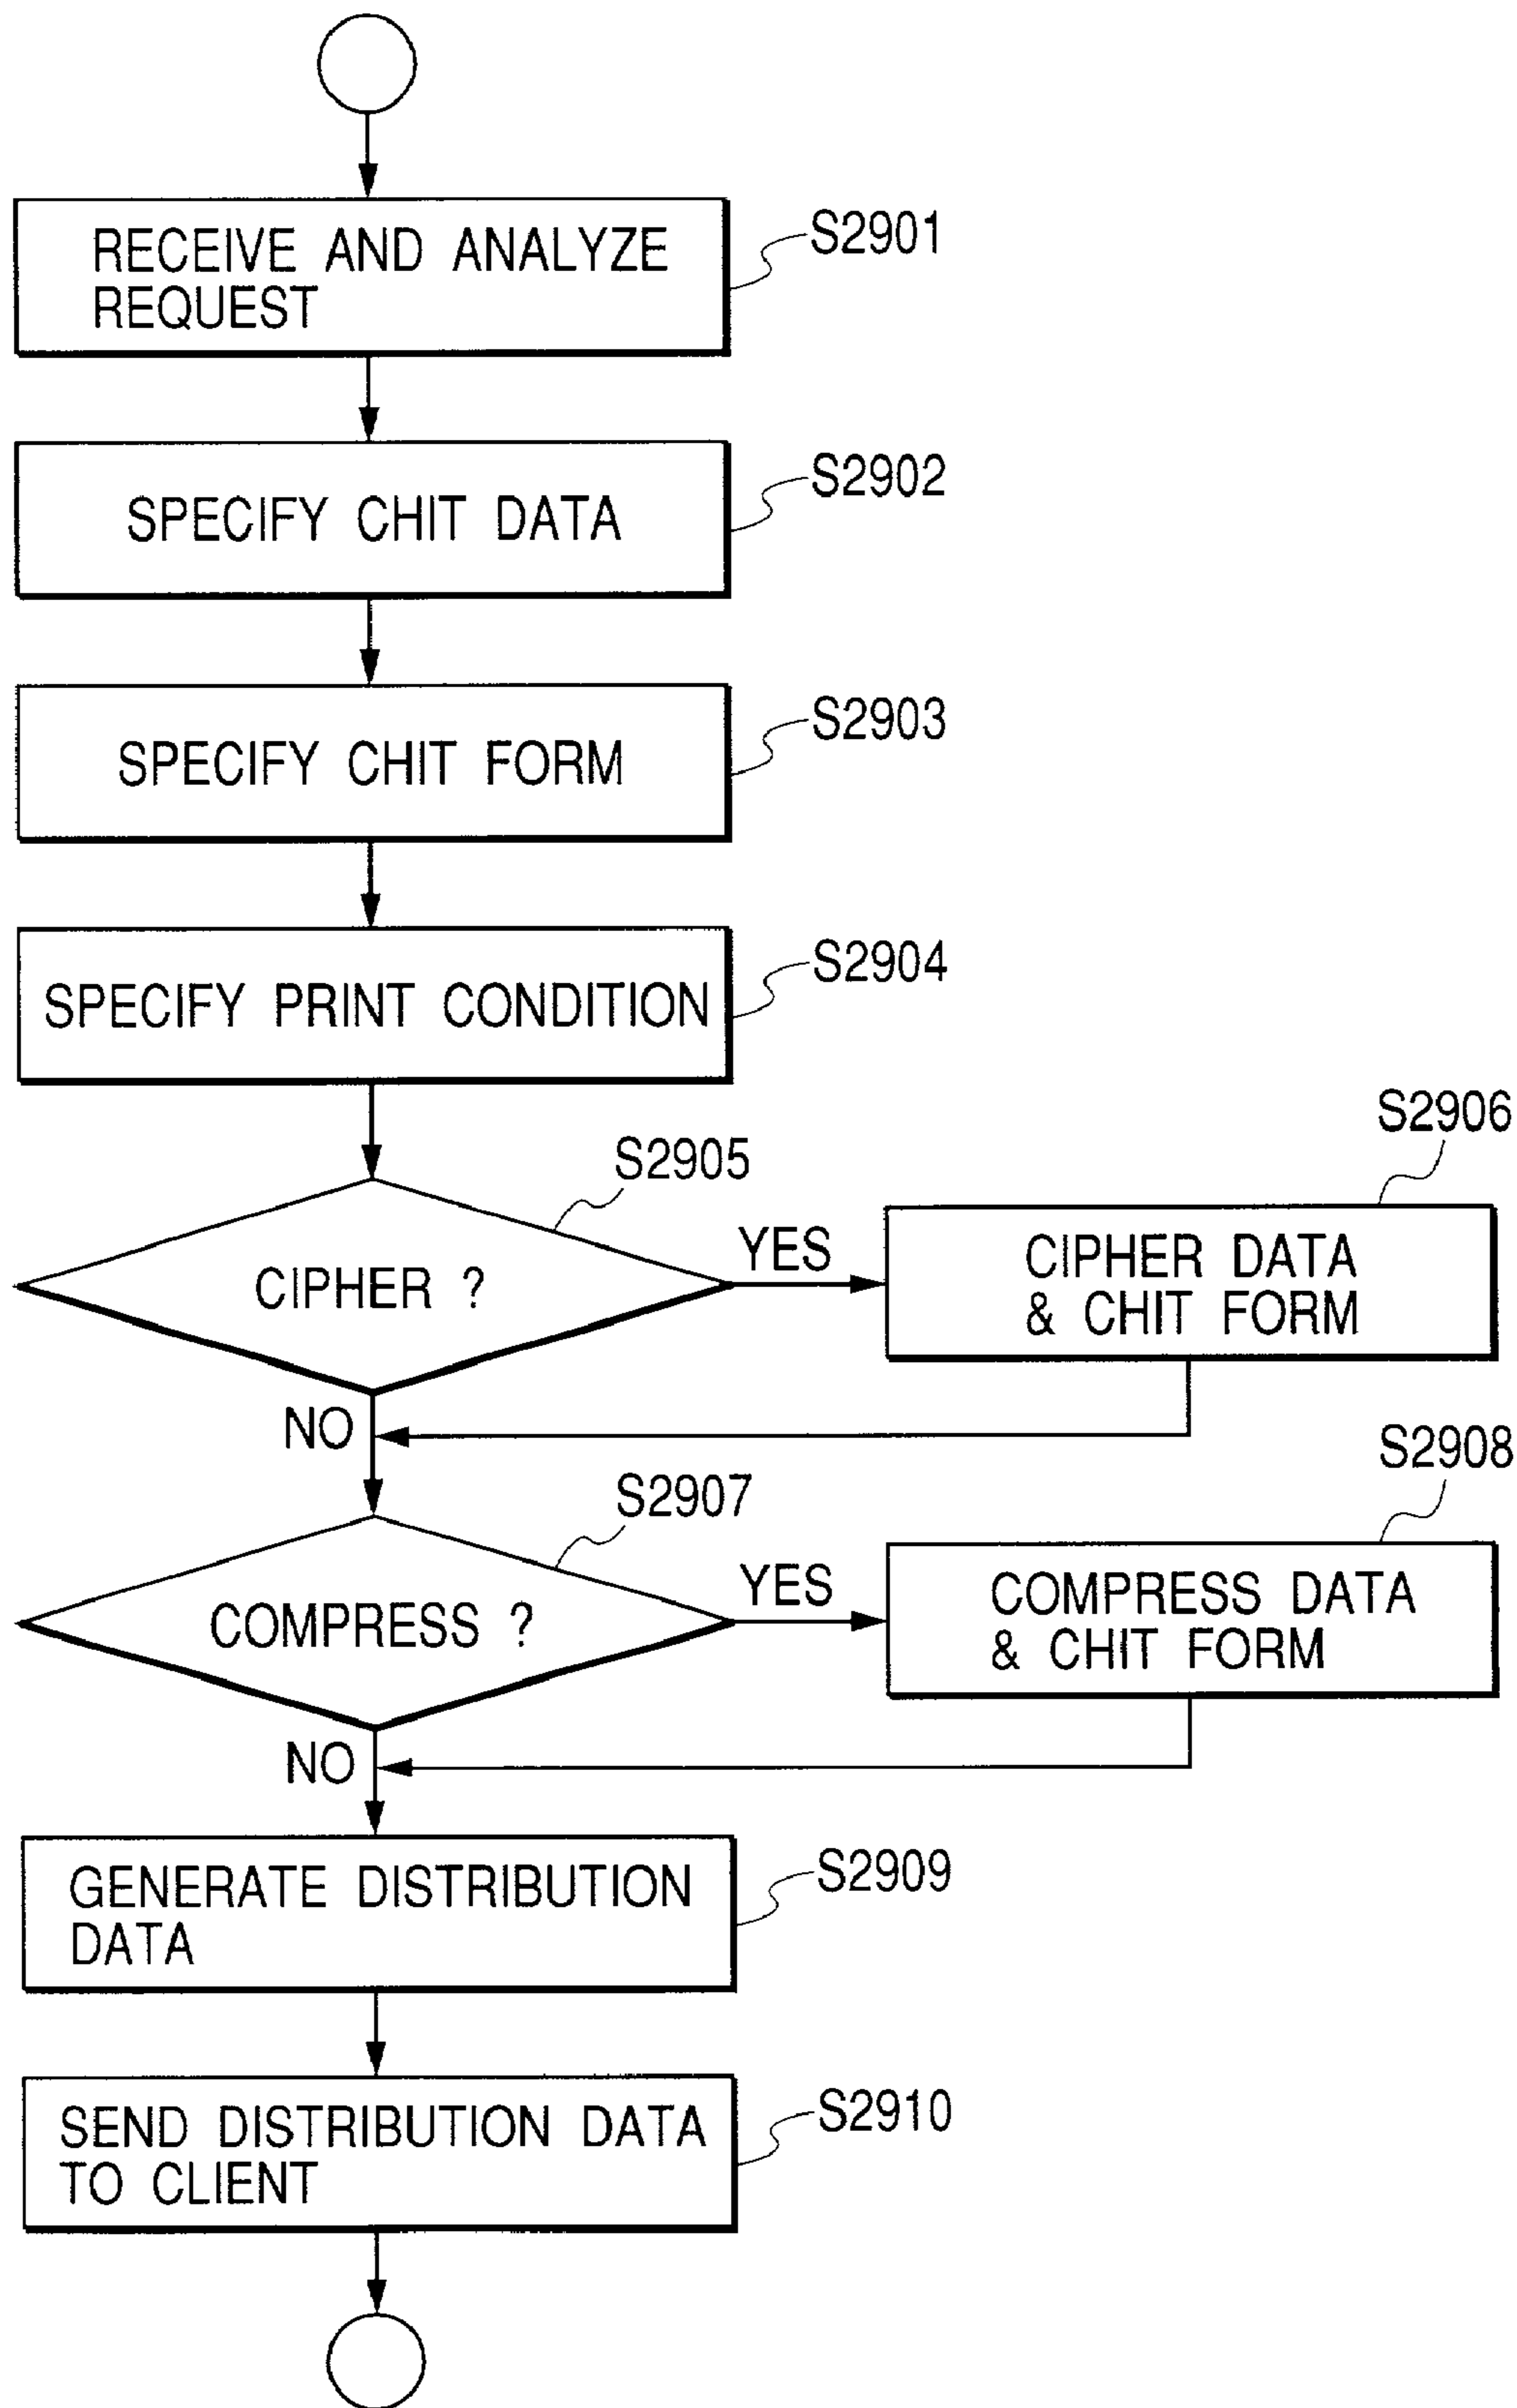 RECEIVE AND ANALYZE
REQUEST
S2901
SPECIFY CHIT DATA
S2902
SPECIFY CHIT FORM
S2903
SPECIFY PRINT CONDITION
S2904
CIPHER ?
S2905
YES
NO
CIPHER DATA
& CHIT FORM
S2906
COMPRESS ?
S2907
YES
NO
COMPRESS DATA
& CHIT FORM
S2908
GENERATE DISTRIBUTION
DATA
S2909
SEND DISTRIBUTION DATA
TO CLIENT
S2910